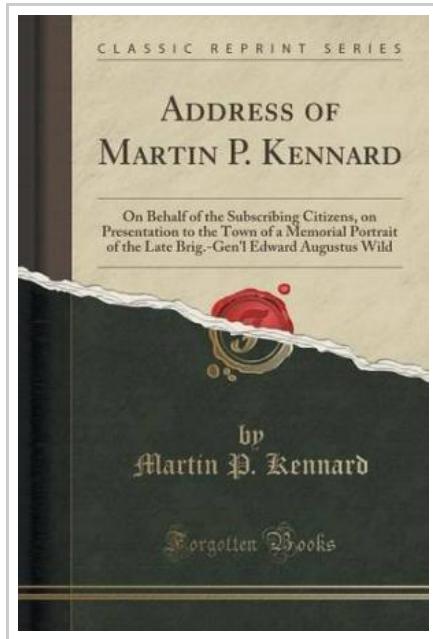 CLASSIC REPRINT SERIES
ADDRESS OF
MARTIN P. KENNARD
On Behalf of the Subscribing Citizens, on
Presentation to the Town of a Memorial Portrait
of the Late Brig.-Gen'l Edward Augustus Wild
by
Martin P. Kennard
Forgotten Books